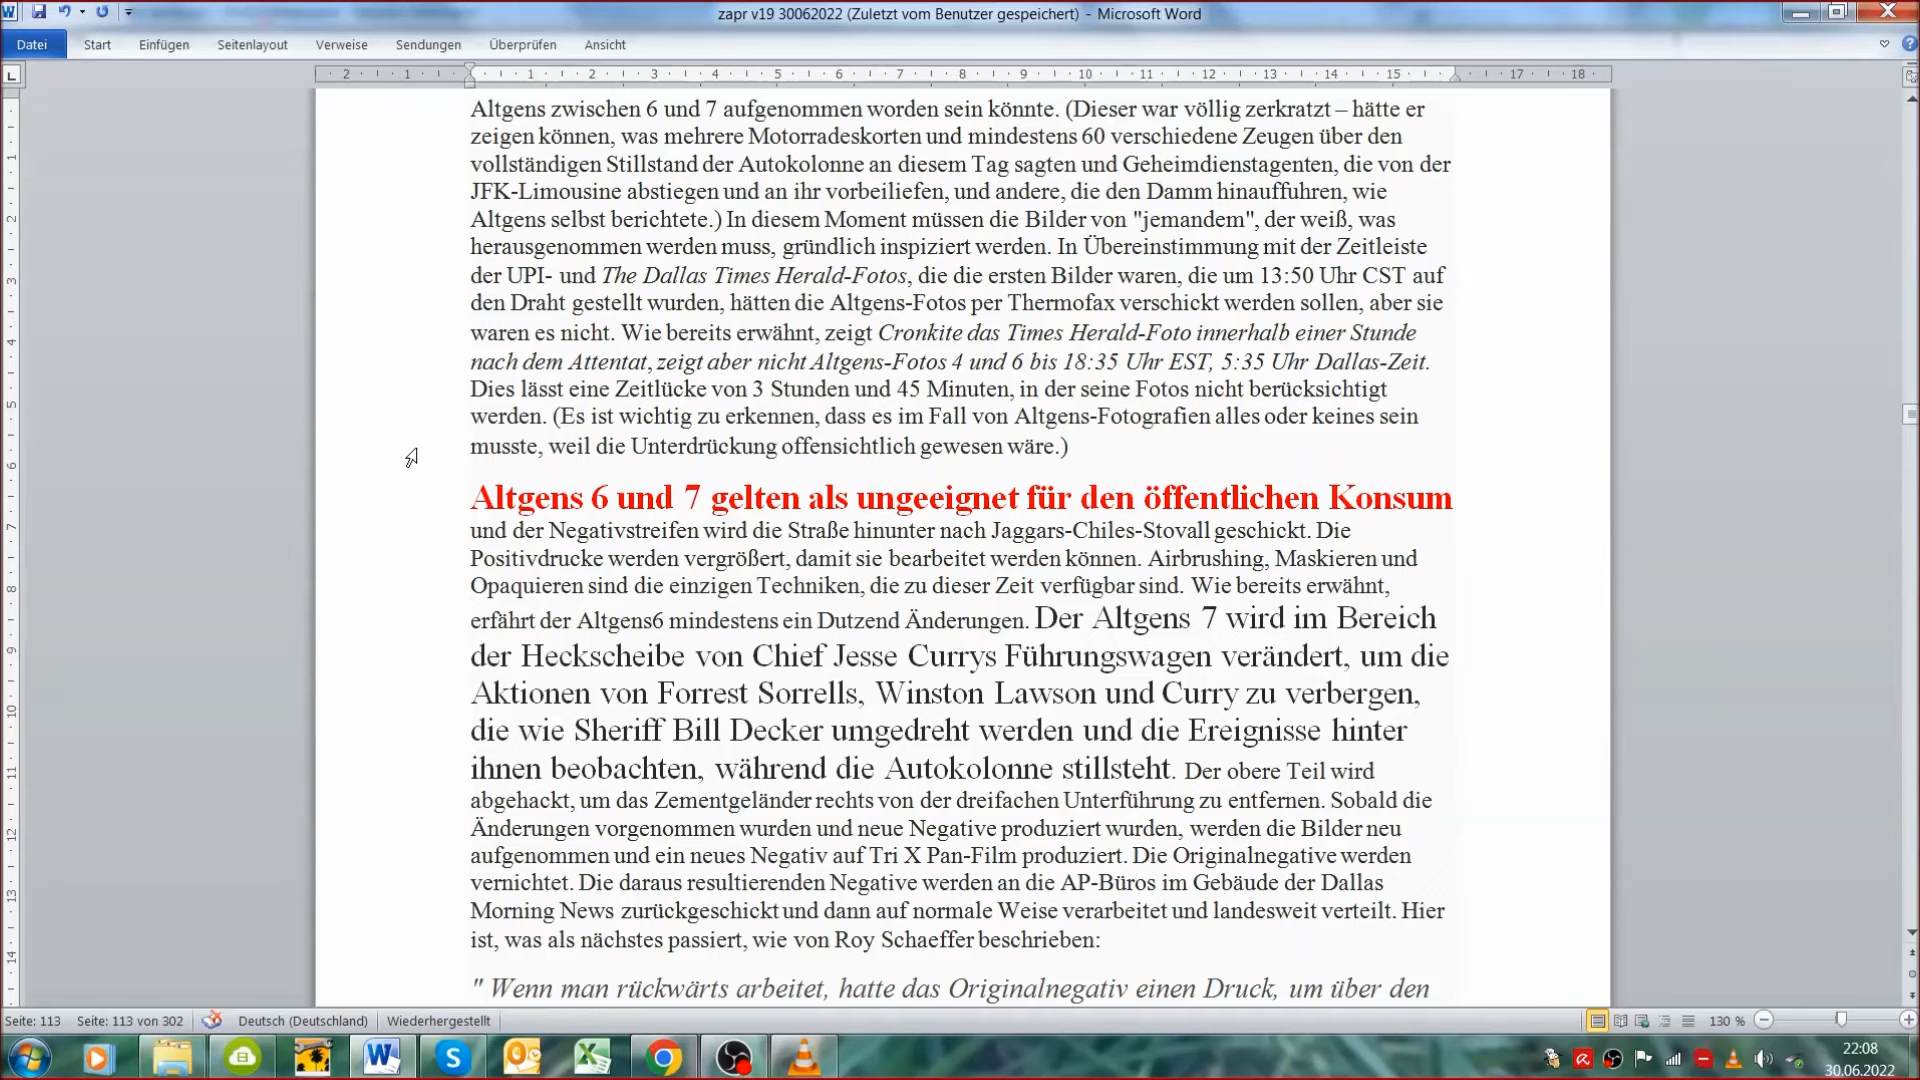 zapr v19 30062022 (Zuletzt vom Benutzer gespeichert) - Microsoft Word
Datei Start Einfügen Seitenlayout Verweise Sendungen Überprüfen Ansicht
2 1 1 2 3 4 5 6 7 8 9 10 11 12 13 14 15 17 18
Altgens zwischen 6 und 7 aufgenommen worden sein könnte. (Dieser war völlig zerkratzt – hätte er
zeigen können, was mehrere Motorradeskorten und mindestens 60 verschiedene Zeugen über den
vollständigen Stillstand der Autokolonne an diesem Tag sagten und Geheimdienstagenten, die von der
JFK-Limousine abstiegen und an ihr vorbeiliefen, und andere, die den Damm hinauffuhren, wie
Altgens selbst berichtete.) In diesem Moment müssen die Bilder von "jemandem", der weiß, was
herausgenommen werden muss, gründlich inspiziert werden. In Übereinstimmung mit der Zeitleiste
der UPI- und The Dallas Times Herald-Fotos, die die ersten Bilder waren, die um 13:50 Uhr CST auf
den Draht gestellt wurden, hätten die Altgens-Fotos per Thermofax verschickt werden sollen, aber sie
waren es nicht. Wie bereits erwähnt, zeigt Cronkite das Times Herald-Foto innerhalb einer Stunde
nach dem Attentat, zeigt aber nicht Altgens-Fotos 4 und 6 bis 18:35 Uhr EST, 5:35 Uhr Dallas-Zeit.
Dies lässt eine Zeitlücke von 3 Stunden und 45 Minuten, in der seine Fotos nicht berücksichtigt
werden. (Es ist wichtig zu erkennen, dass es im Fall von Altgens-Fotografien alles oder keines sein
musste, weil die Unterdrückung offensichtlich gewesen wäre.)
Altgens 6 und 7 gelten als ungeeignet für den öffentlichen Konsum
und der Negativstreifen wird die Straße hinunter nach Jaggars-Chiles-Stovall geschickt. Die
Positivdrucke werden vergrößert, damit sie bearbeitet werden können. Airbrushing, Maskieren und
Opaquieren sind die einzigen Techniken, die zu dieser Zeit verfügbar sind. Wie bereits erwähnt,
erfährt der Altgens6 mindestens ein Dutzend Änderungen. Der Altgens 7 wird im Bereich
der Heckscheibe von Chief Jesse Currys Führungswagen verändert, um die
Aktionen von Forrest Sorrells, Winston Lawson und Curry zu verbergen,
die wie Sheriff Bill Decker umgedreht werden und die Ereignisse hinter
ihnen beobachten, während die Autokolonne stillsteht. Der obere Teil wird
abgehackt, um das Zementgeländer rechts von der dreifachen Unterführung zu entfernen. Sobald die
Änderungen vorgenommen wurden und neue Negative produziert wurden, werden die Bilder neu
aufgenommen und ein neues Negativ auf Tri X Pan-Film produziert. Die Originalnegative werden
vernichtet. Die daraus resultierenden Negative werden an die AP-Büros im Gebäude der Dallas
Morning News zurückgeschickt und dann auf normale Weise verarbeitet und landesweit verteilt. Hier
ist, was als nächstes passiert, wie von Roy Schaeffer beschrieben:
" Wenn man rückwärts arbeitet, hatte das Originalnegativ einen Druck, um über den
Seite: 113 Seite: 113 von 302 Deutsch (Deutschland) Wiederhergestellt 130 %
22:08
30.06.2022